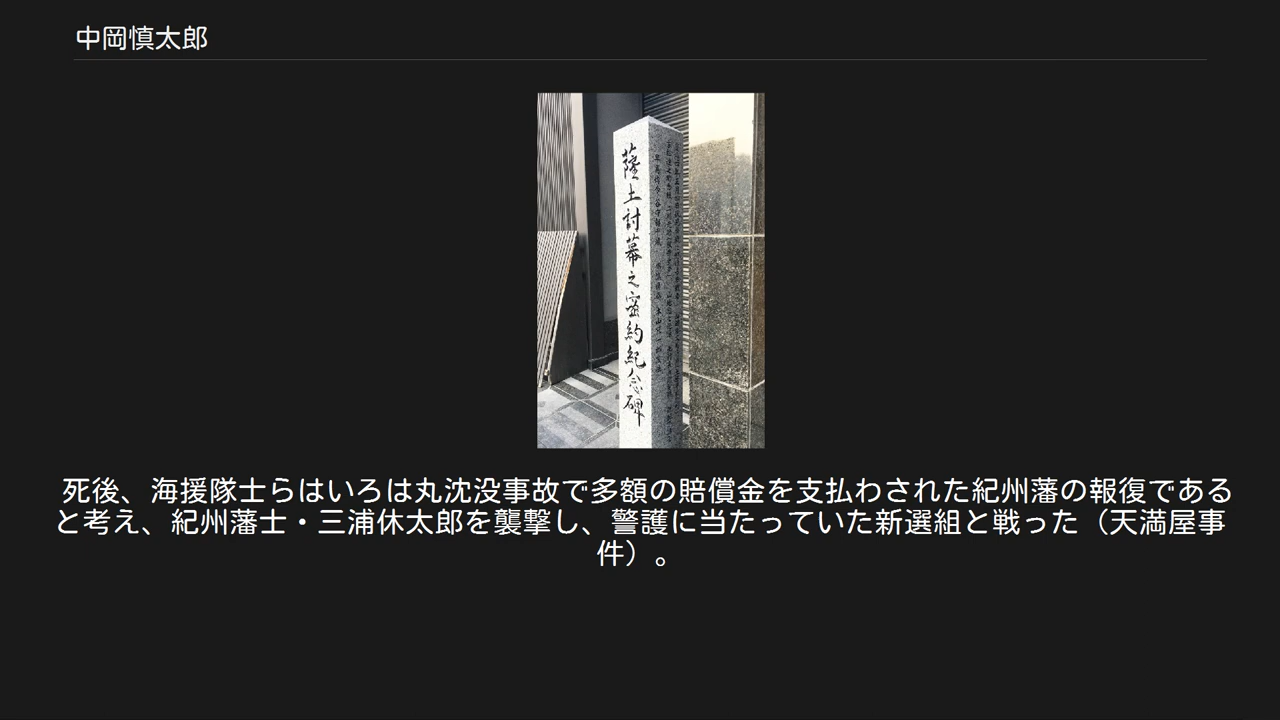 中岡慎太郎
薩土討幕之密約紀念碑
死後、海援隊士らはいろは丸沈没事故で多額の賠償金を支払わされた紀州藩の報復である
と考え、紀州藩士・三浦休太郎を襲撃し、警護に当たっていた新選組と戦った（天満屋事
件）。